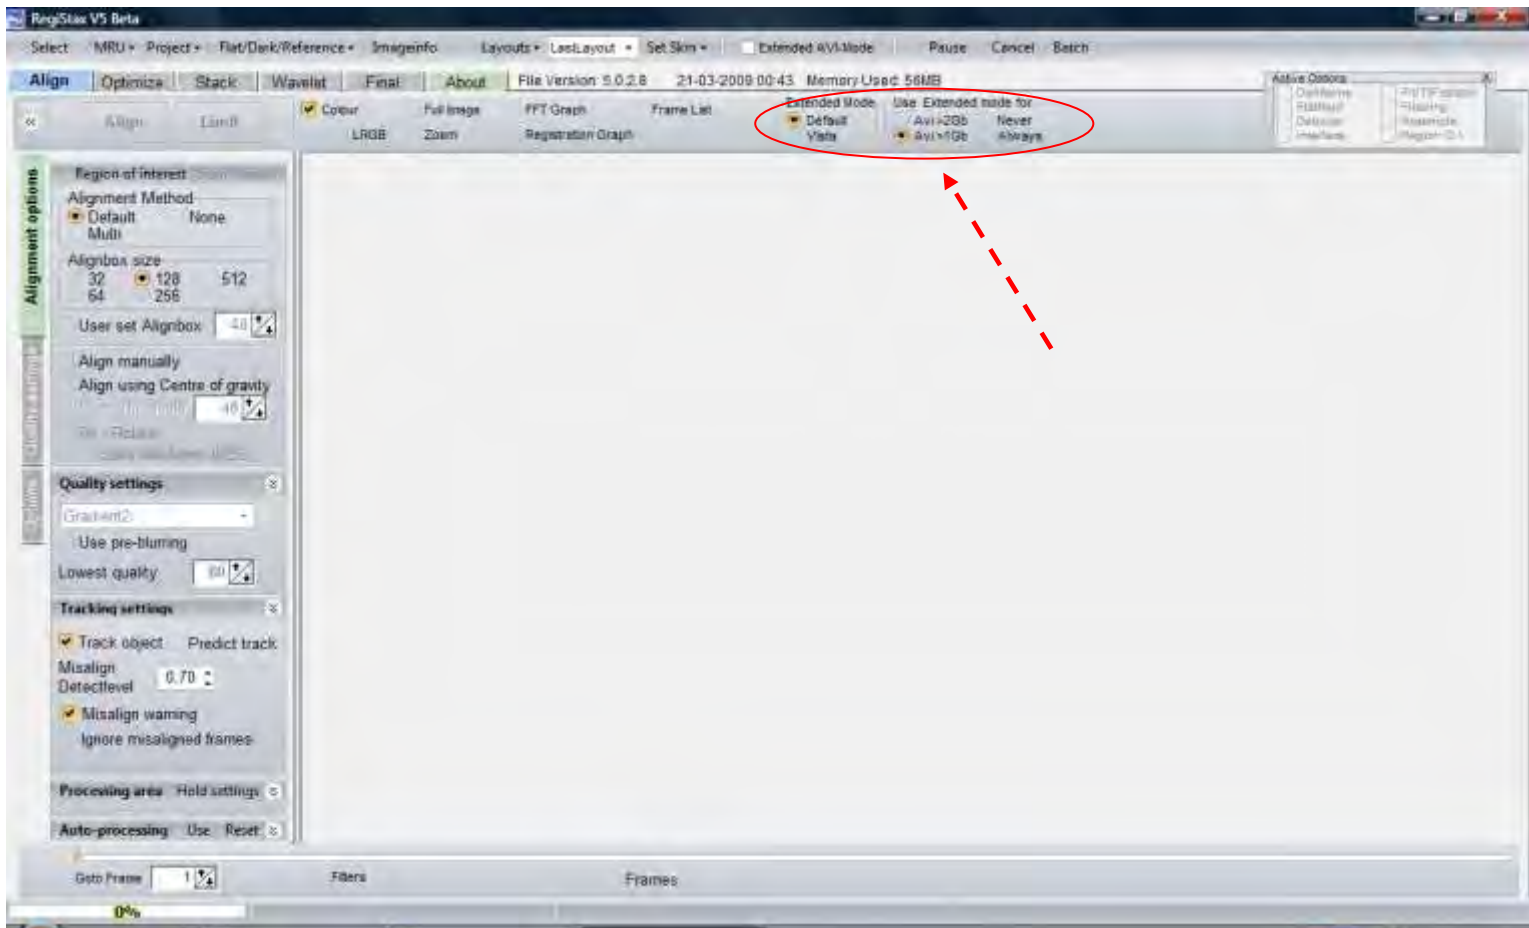 RegiStax V5 Beta
Select MRU Project Flat/Dark/Reference Imageinfo Layouts LastLayout Set Skin Extended AVI-Mode Pause Cancel Batch
Align Optimize Stack Wavelet Final About File Version: 5.0.2.8 21-03-2009 00:43 Memory Used: 56MB
Align Limit
Colour Full Image FFT Graph Frame List
LRGB Zoom Registration Graph
Extended Mode Use Extended mode for
Default Avi>2Gb Never
Vista Avi>1Gb Always
Active Options
Alignment options
Region of interest
Alignment Method
Default None
Multi
Alignbox size
32 128 512
64 256
User set Alignbox 48
Align manually
Align using Centre of gravity
Quality settings
Gradient2
Use pre-blurring
Lowest quality 80
Tracking settings
Track object Predict track
Misalign
Detectlevel 0.70
Misalign warning
Ignore misaligned frames
Processing area Hold settings
Auto-processing Use Reset
Goto Frame 1 Filters Frames
0%